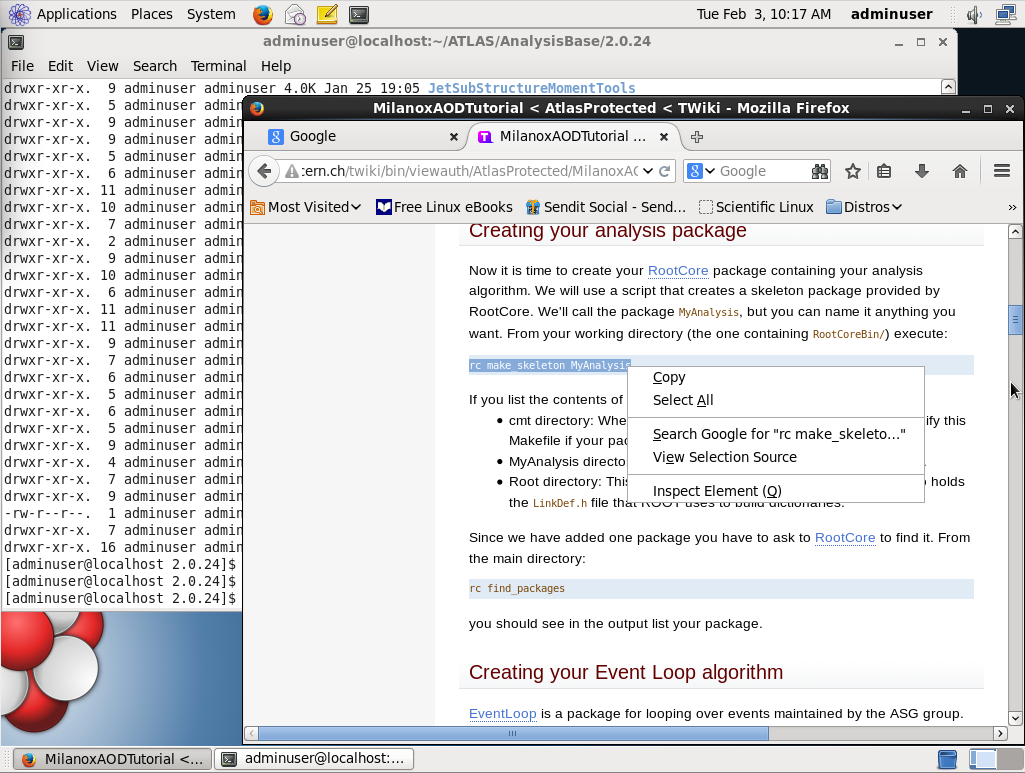 Applications Places System
Tue Feb 3, 10:17 AM adminuser
adminuser@localhost:~/ATLAS/AnalysisBase/2.0.24
File Edit View Search Terminal Help
drwxr-xr-x. 9 adminuser adminuser 4.0K Jan 25 19:05 JetSubStructureMomentTools
drwxr-xr-x. 5 adminuser admin
drwxr-xr-x. 9 adminuser admin
drwxr-xr-x. 9 adminuser admin
drwxr-xr-x. 5 adminuser admin
drwxr-xr-x. 6 adminuser admin
drwxr-xr-x. 11 adminuser admin
drwxr-xr-x. 10 adminuser admin
drwxr-xr-x. 7 adminuser admin
drwxr-xr-x. 2 adminuser admin
drwxr-xr-x. 9 adminuser admin
drwxr-xr-x. 10 adminuser admin
drwxr-xr-x. 6 adminuser admin
drwxr-xr-x. 11 adminuser admin
drwxr-xr-x. 11 adminuser admin
drwxr-xr-x. 9 adminuser admin
drwxr-xr-x. 7 adminuser admin
drwxr-xr-x. 6 adminuser admin
drwxr-xr-x. 5 adminuser admin
drwxr-xr-x. 6 adminuser admin
drwxr-xr-x. 5 adminuser admin
drwxr-xr-x. 9 adminuser admin
drwxr-xr-x. 4 adminuser admin
drwxr-xr-x. 7 adminuser admin
drwxr-xr-x. 9 adminuser admin
-rw-r--r--. 1 adminuser admin
drwxr-xr-x. 7 adminuser admin
drwxr-xr-x. 16 adminuser admin
[adminuser@localhost 2.0.24]$
[adminuser@localhost 2.0.24]$
[adminuser@localhost 2.0.24]$
MilanoxAODTutorial < AtlasProtected < TWiki - Mozilla Firefox
Google
MilanoxAODTutorial ...
:ern.ch/twiki/bin/viewauth/AtlasProtected/MilanoxAO
Google
Most Visited Free Linux eBooks Sendit Social - Send... Scientific Linux Distros »
Creating your analysis package
Now it is time to create your RootCore package containing your analysis
algorithm. We will use a script that creates a skeleton package provided by
RootCore. We'll call the package MyAnalysis, but you can name it anything you
want. From your working directory (the one containing RootCoreBin/) execute:
rc make_skeleton MyAnalysis
If you list the contents of
cmt directory: Whe ify this
Makefile if your pac
MyAnalysis directo
Root directory: This holds
the LinkDef.h file that ROOT uses to build dictionaries.
Copy
Select All
Search Google for "rc make_skeleto..."
View Selection Source
Inspect Element (Q)
Since we have added one package you have to ask to RootCore to find it. From
the main directory:
rc find_packages
you should see in the output list your package.
Creating your Event Loop algorithm
EventLoop is a package for looping over events maintained by the ASG group.
MilanoxAODTutorial <...
adminuser@localhost:...